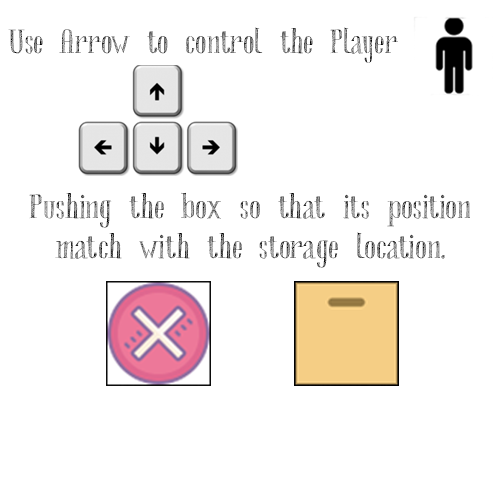 Use Arrow to control the Player
Pushing the box so that its position
match with the storage location.